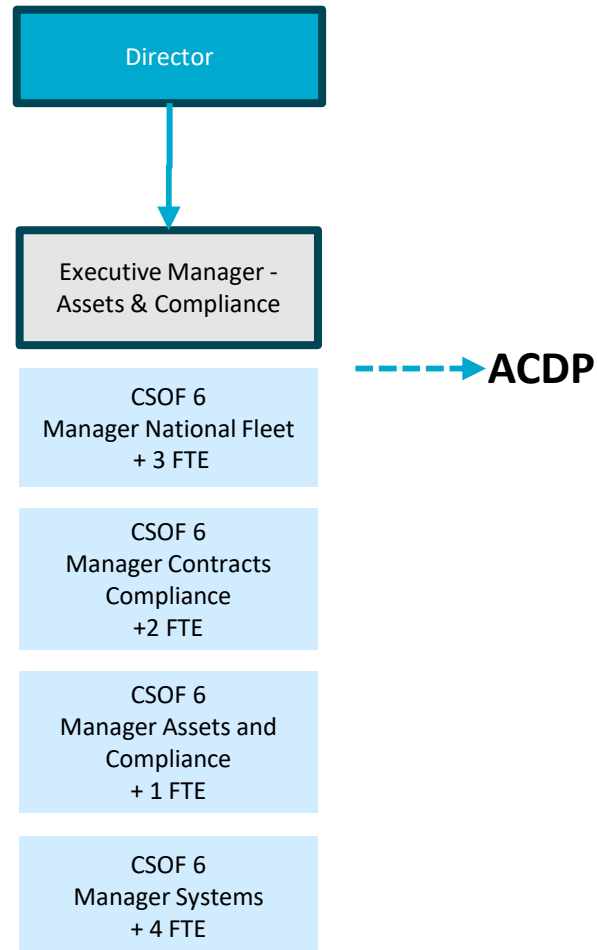 Director
Executive Manager -
Assets & Compliance
ACDP
CSOF 6
Manager National Fleet
+ 3 FTE
CSOF 6
Manager Contracts
Compliance
+2 FTE
CSOF 6
Manager Assets and
Compliance
+ 1 FTE
CSOF 6
Manager Systems
+ 4 FTE